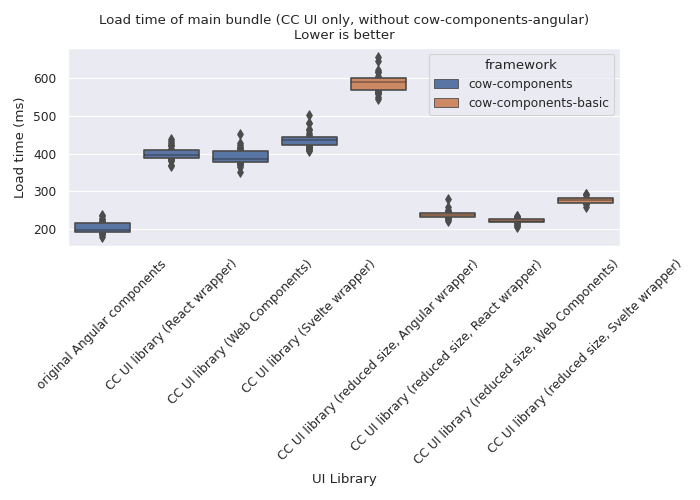 Load time of main bundle (CC UI only, without cow-components-angular)
Lower is better
framework
cow-components
cow-components-basic
Load time (ms)
600
500
400
300
200
original Angular components
CC UI library (React wrapper)
CC UI library (Web Components)
CC UI library (Svelte wrapper)
CC UI library (reduced size, Angular wrapper)
CC UI library (reduced size, React wrapper)
CC UI library (reduced size, Web Components)
CC UI library (reduced size, Svelte wrapper)
UI Library